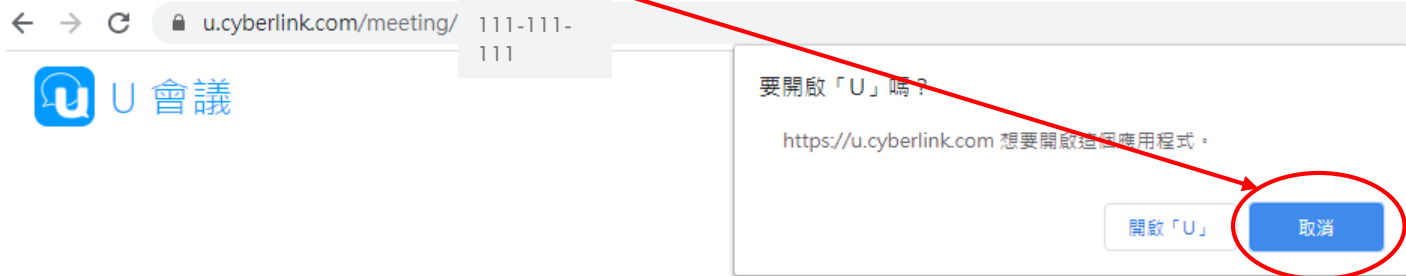 u.cyberlink.com/meeting/ 111-111-
111
U 會議
要開啟「U」嗎？
https://u.cyberlink.com 想要開啟這個應用程式。
開啟「U」
取消